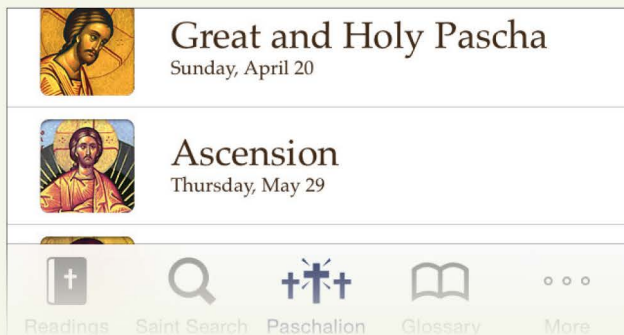 Great and Holy Pascha
Sunday, April 20
Ascension
Thursday, May 29
Readings Saint Search Paschalion Glossary More